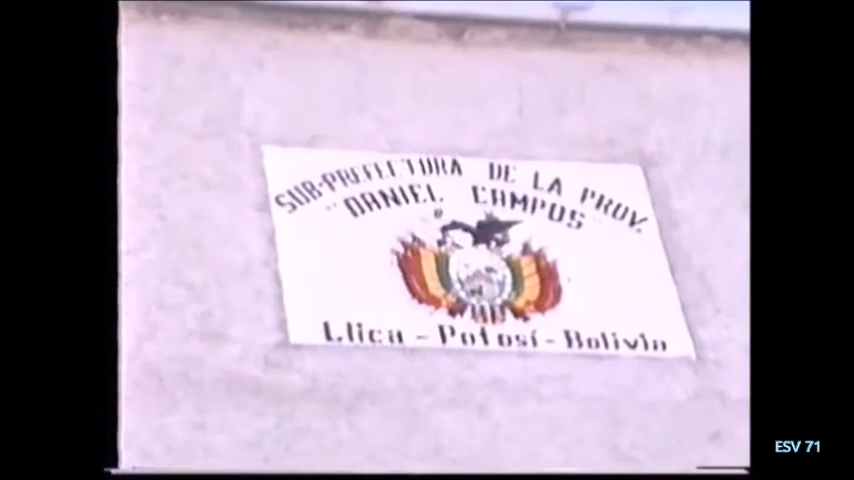 SUB-PREFECTURA DE LA PROV.
"DANIEL CAMPOS"
Llica - Potosí - Bolivia
ESV 71